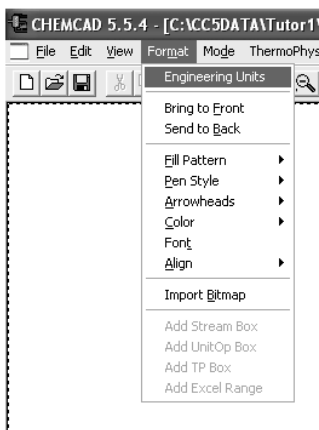 CHEMCAD 5.5.4 - [C:\CC5DATA\Tutor1\
File Edit View Format Mode ThermoPhys
Engineering Units
Bring to Front
Send to Back
Fill Pattern
Pen Style
Arrowheads
Color
Font
Align
Import Bitmap
Add Stream Box
Add UnitOp Box
Add TP Box
Add Excel Range